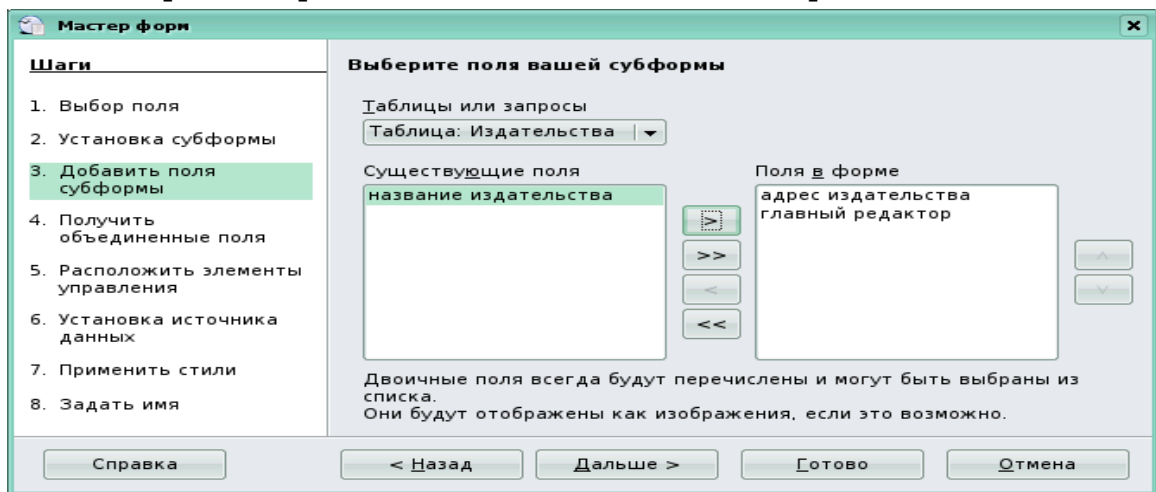 Мастер форм
Шаги
1. Выбор поля
2. Установка субформы
3. Добавить поля
субформы
4. Получить
объединенные поля
5. Расположить элементы
управления
6. Установка источника
данных
7. Применить стили
8. Задать имя
Выберите поля вашей субформы
Таблицы или запросы
Таблица: Издательства
Существующие поля
название издательства
>
>>
<
<<
Поля в форме
адрес издательства
главный редактор
Двоичные поля всегда будут перечислены и могут быть выбраны из
списка.
Они будут отображены как изображения, если это возможно.
Справка
< Назад
Дальше >
Готово
Отмена